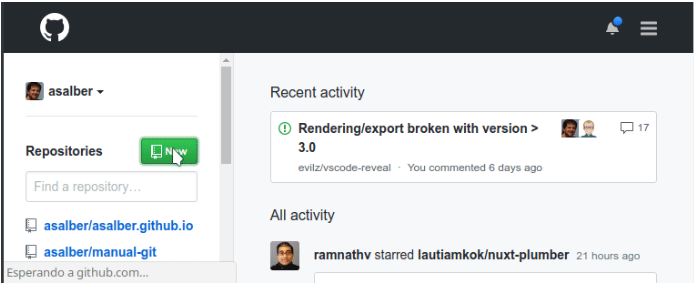 asalber
Repositories
New
Find a repository…
asalber/asalber.github.io
asalber/manual-git
Esperando a github.com...
Recent activity
Rendering/export broken with version >
3.0
17
evilz/vscode-reveal · You commented 6 days ago
All activity
ramnathv starred lautiamkok/nuxt-plumber 21 hours ago